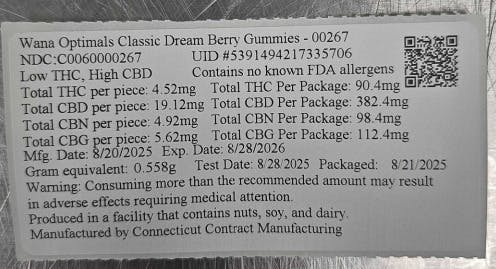 Wana Optimals Classic Dream Berry Gummies - 00267
NDC:C0060000267 UID #5391494217335706
Low THC, High CBD Contains no known FDA allergens
Total THC per piece: 4.52mg Total THC Per Package: 90.4mg
Total CBD per piece: 19.12mg Total CBD Per Package: 382.4mg
Total CBN per piece: 4.92mg Total CBN Per Package: 98.4mg
Total CBG per piece: 5.62mg Total CBG Per Package: 112.4mg
Mfg. Date: 8/20/2025 Exp. Date: 8/28/2026
Gram equivalent: 0.558g Test Date: 8/28/2025 Packaged: 8/21/2025
Warning: Consuming more than the recommended amount may result
in adverse effects requiring medical attention.
Produced in a facility that contains nuts, soy, and dairy.
Manufactured by Connecticut Contract Manufacturing